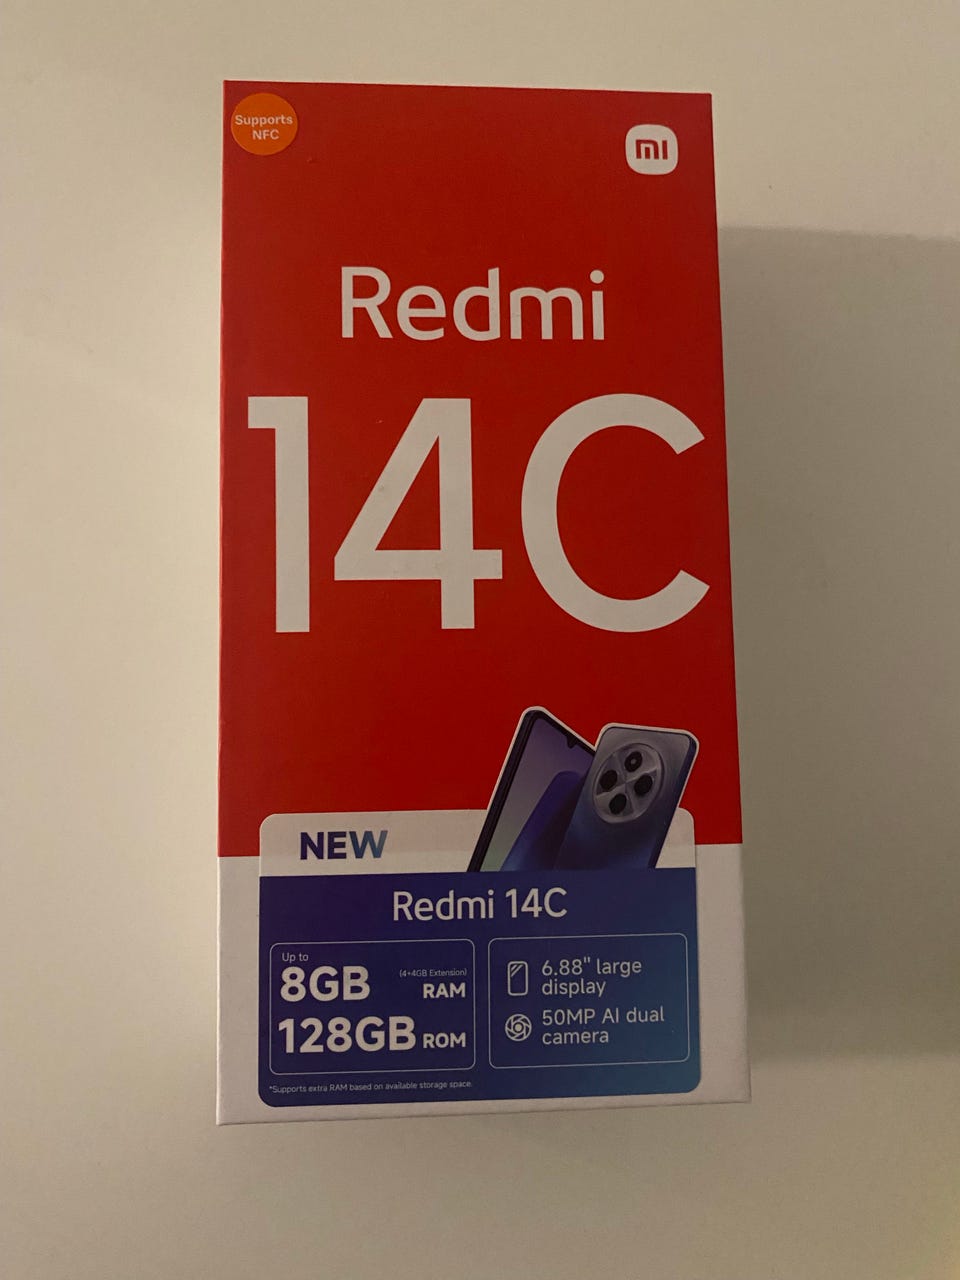 Supports
NFC
mi
Redmi
14C
NEW
Redmi 14C
Up to
8GB (4+4GB Extension) RAM
128GB ROM
6.88" large
display
50MP AI dual
camera
*Supports extra RAM based on available storage space.